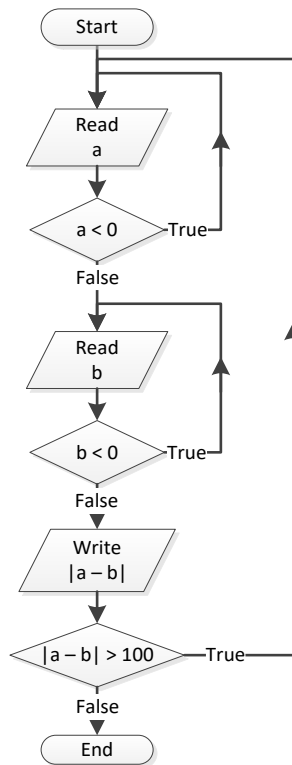 Start
Read
a
a < 0
True
False
Read
b
b < 0
True
False
Write
|a – b|
|a – b| > 100
True
False
End